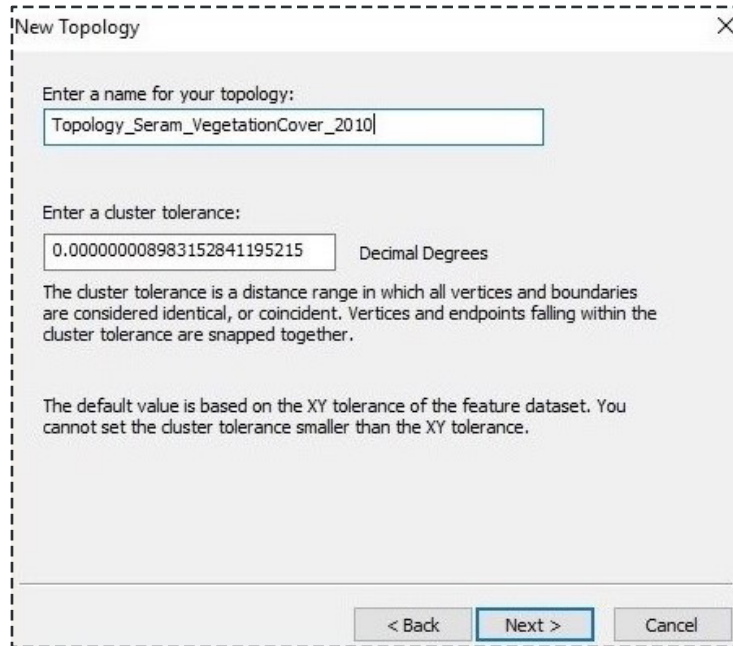 New Topology
Enter a name for your topology:
Topology_Seram_VegetationCover_2010
Enter a cluster tolerance:
0.000000008983152841195215 Decimal Degrees
The cluster tolerance is a distance range in which all vertices and boundaries
are considered identical, or coincident. Vertices and endpoints falling within the
cluster tolerance are snapped together.
The default value is based on the XY tolerance of the feature dataset. You
cannot set the cluster tolerance smaller than the XY tolerance.
< Back Next > Cancel